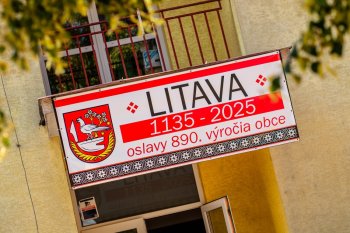 LITAVA
1135 - 2025
oslavy 890. výročia obce